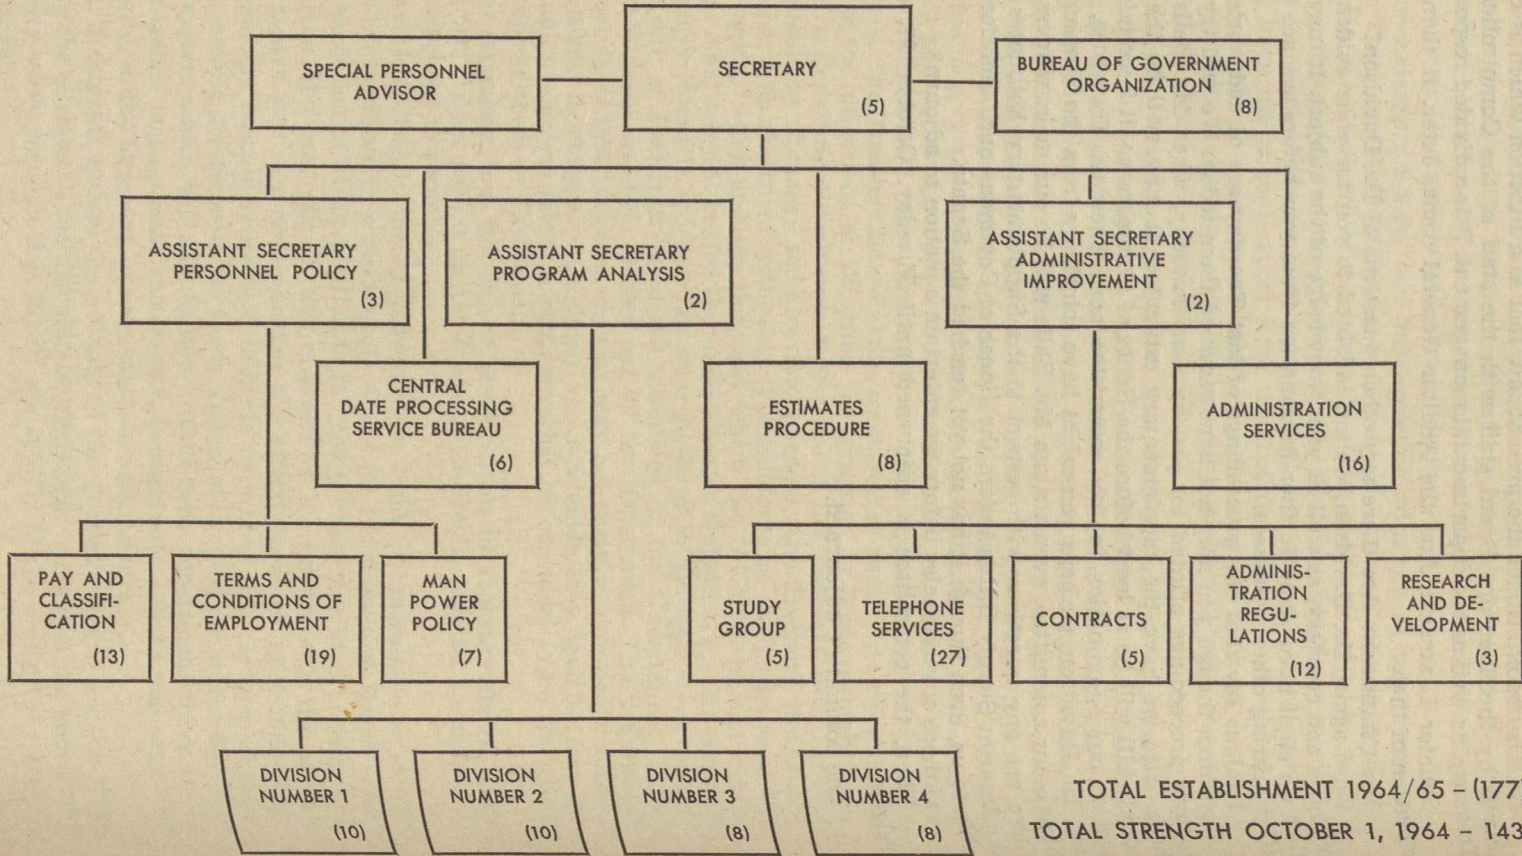 SPECIAL PERSONNEL
ADVISOR
SECRETARY
(5)
BUREAU OF GOVERNMENT
ORGANIZATION
(8)
ASSISTANT SECRETARY
PERSONNEL POLICY
(3)
ASSISTANT SECRETARY
PROGRAM ANALYSIS
(2)
ASSISTANT SECRETARY
ADMINISTRATIVE
IMPROVEMENT
(2)
CENTRAL
DATE PROCESSING
SERVICE BUREAU
(6)
ESTIMATES
PROCEDURE
(8)
ADMINISTRATION
SERVICES
(16)
PAY AND
CLASSIFI-
CATION
(13)
TERMS AND
CONDITIONS OF
EMPLOYMENT
(19)
MAN
POWER
POLICY
(7)
STUDY
GROUP
(5)
TELEPHONE
SERVICES
(27)
CONTRACTS
(5)
ADMINIS-
TRATION
REGU-
LATIONS
(12)
RESEARCH
AND DE-
VELOPMENT
(3)
DIVISION
NUMBER 1
(10)
DIVISION
NUMBER 2
(10)
DIVISION
NUMBER 3
(8)
DIVISION
NUMBER 4
(8)
TOTAL ESTABLISHMENT 1964/65 – (177)
TOTAL STRENGTH OCTOBER 1, 1964 – 143